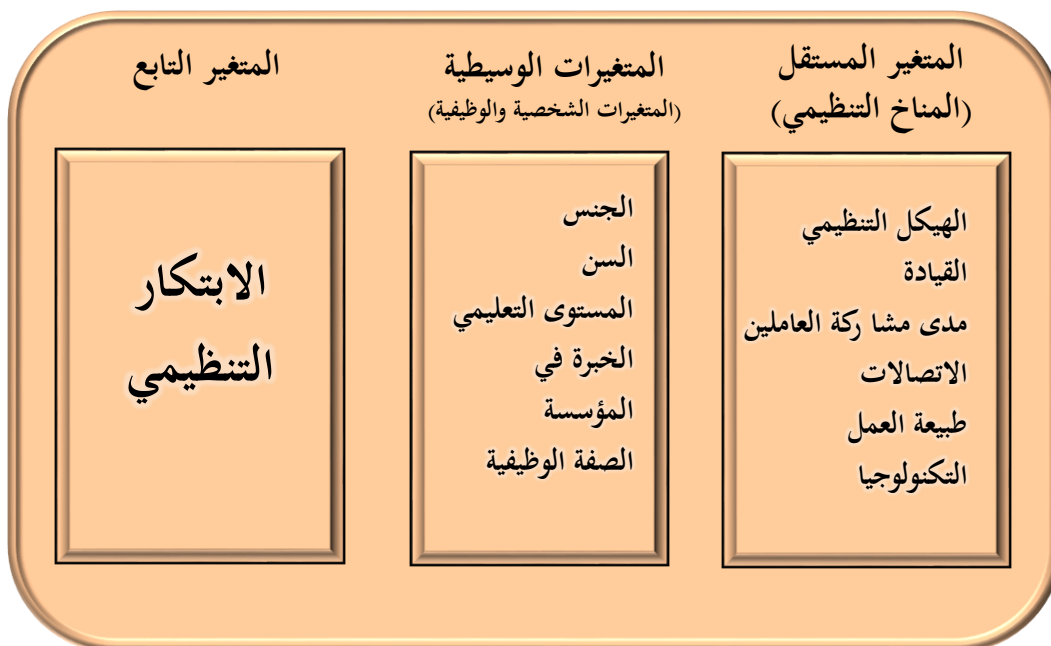 المتغير المستقل
(المناخ التنظيمي)
الهيكل التنظيمي
القيادة
مدى مشا ركة العاملين
الاتصالات
طبيعة العمل
التكنولوجيا
المتغيرات الوسيطية
(المتغيرات الشخصية والوظيفية)
الجنس
السن
المستوى التعليمي
الخبرة في
المؤسسة
الصفة الوظيفية
المتغير التابع
الابتكار
التنظيمي